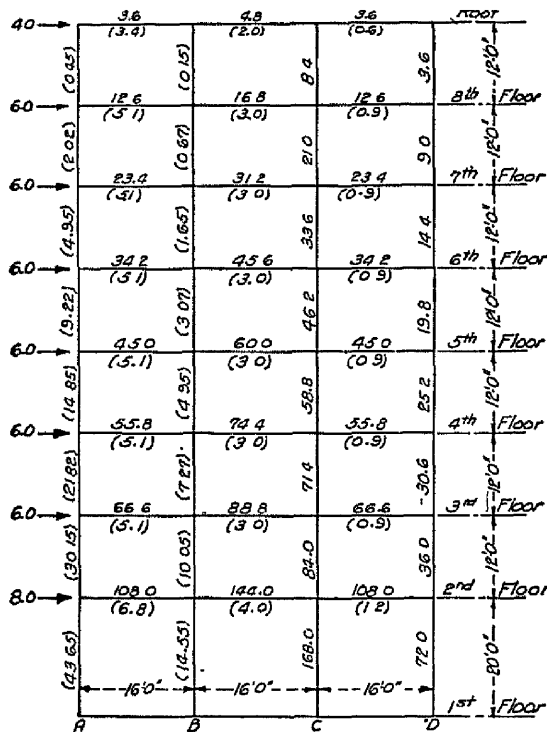 3.6 4.8 3.6 Roof
40 (3.4) (2.0) (0.6)
(0.45) (0.15) 8.4 3.6 12'0"
12.6 16.8 12.6 8th Floor
6.0 (5.1) (3.0) (0.9)
(2.02) (0.67) 21.0 9.0 12'0"
23.4 31.2 23.4 7th Floor
6.0 (5.1) (3.0) (0.9)
(4.95) (1.65) 33.6 14.4 12'0"
34.2 45.6 34.2 6th Floor
6.0 (5.1) (3.0) (0.9)
(9.22) (3.07) 46.2 19.8 12'0"
45.0 60.0 45.0 5th Floor
6.0 (5.1) (3.0) (0.9)
(14.85) (4.95) 58.8 25.2 12'0"
55.8 74.4 55.8 4th Floor
6.0 (5.1) (3.0) (0.9)
(21.82) (7.27) 71.4 30.6 12'0"
66.6 88.8 66.6 3rd Floor
6.0 (5.1) (3.0) (0.9)
(30.15) (10.05) 84.0 36.0 12'0"
108.0 144.0 108.0 2nd Floor
8.0 (6.8) (4.0) (1.2)
(43.65) (14.55) 168.0 72.0 20'0"
16'0" 16'0" 16'0" 1st Floor
A B C D